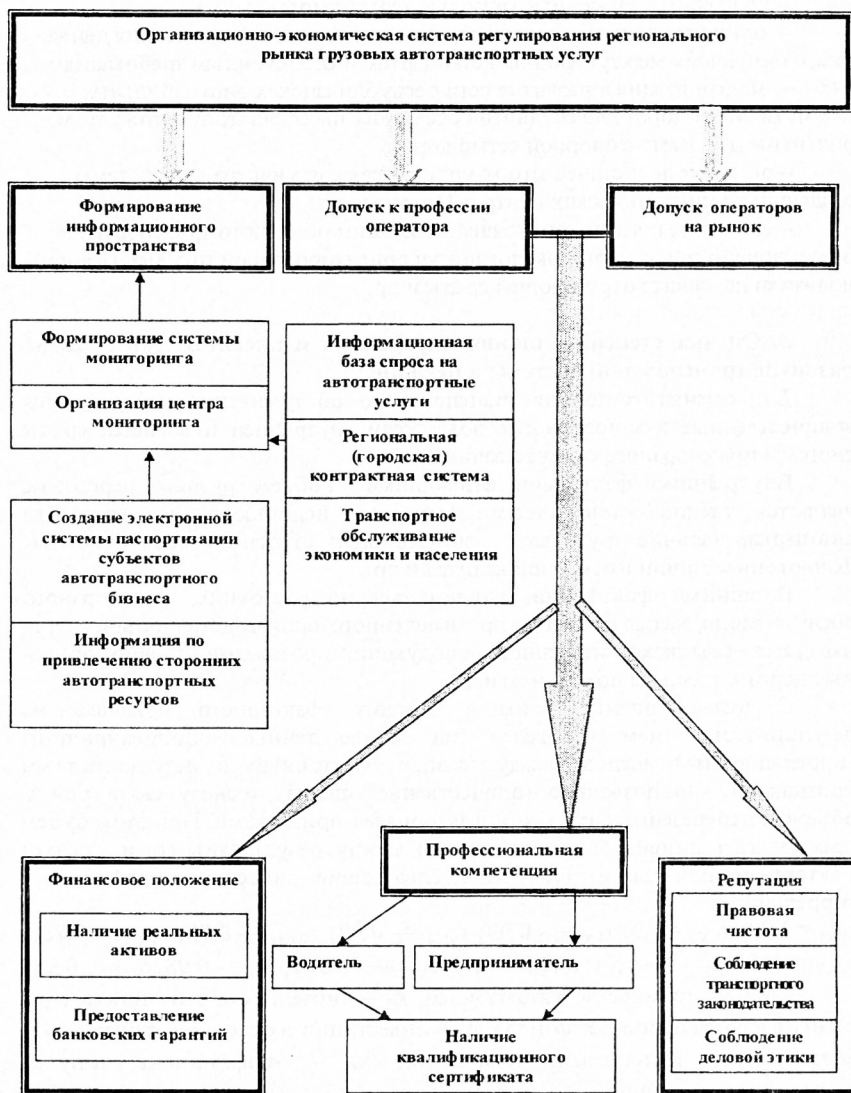 Организационно-экономическая система регулирования регионального
рынка грузовых автотранспортных услуг
Формирование
информационного
пространства
Допуск к профессии
оператора
Допуск операторов
на рынок
Формирование системы
мониторинга
Организация центра
мониторинга
Создание электронной
системы паспортизации
субъектов
автотранспортного
бизнеса
Информация по
привлечению сторонних
автотранспортных
ресурсов
Информационная
база спроса на
автотранспортные
услуги
Региональная
(городская)
контрактная система
Транспортное
обслуживание
экономики и населения
Финансовое положение
Наличие реальных
активов
Предоставление
банковских гарантий
Профессиональная
компетенция
Водитель
Предприниматель
Наличие
квалификационного
сертификата
Репутация
Правовая
чистота
Соблюдение
транспортного
законодательства
Соблюдение
деловой этики